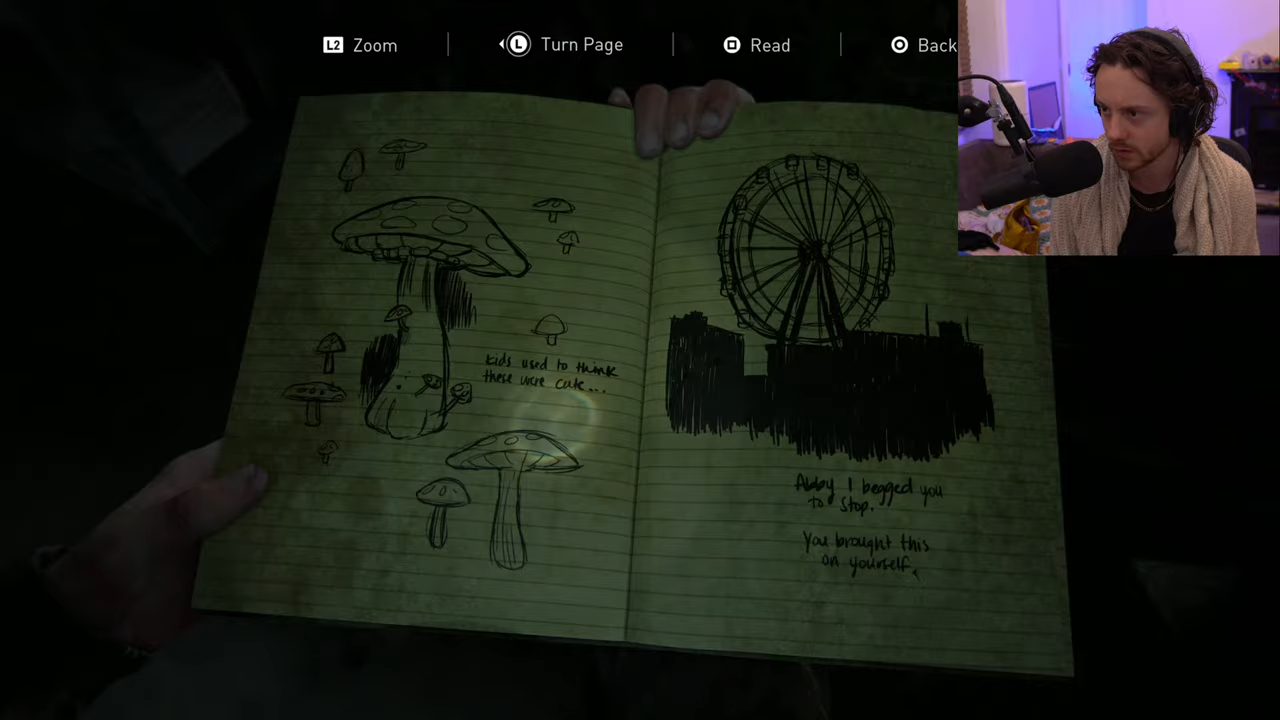 L2 Zoom
L Turn Page
Read
Back
kids used to think
these were cute...
Abby I begged you
to stop.
You brought this
on yourself.